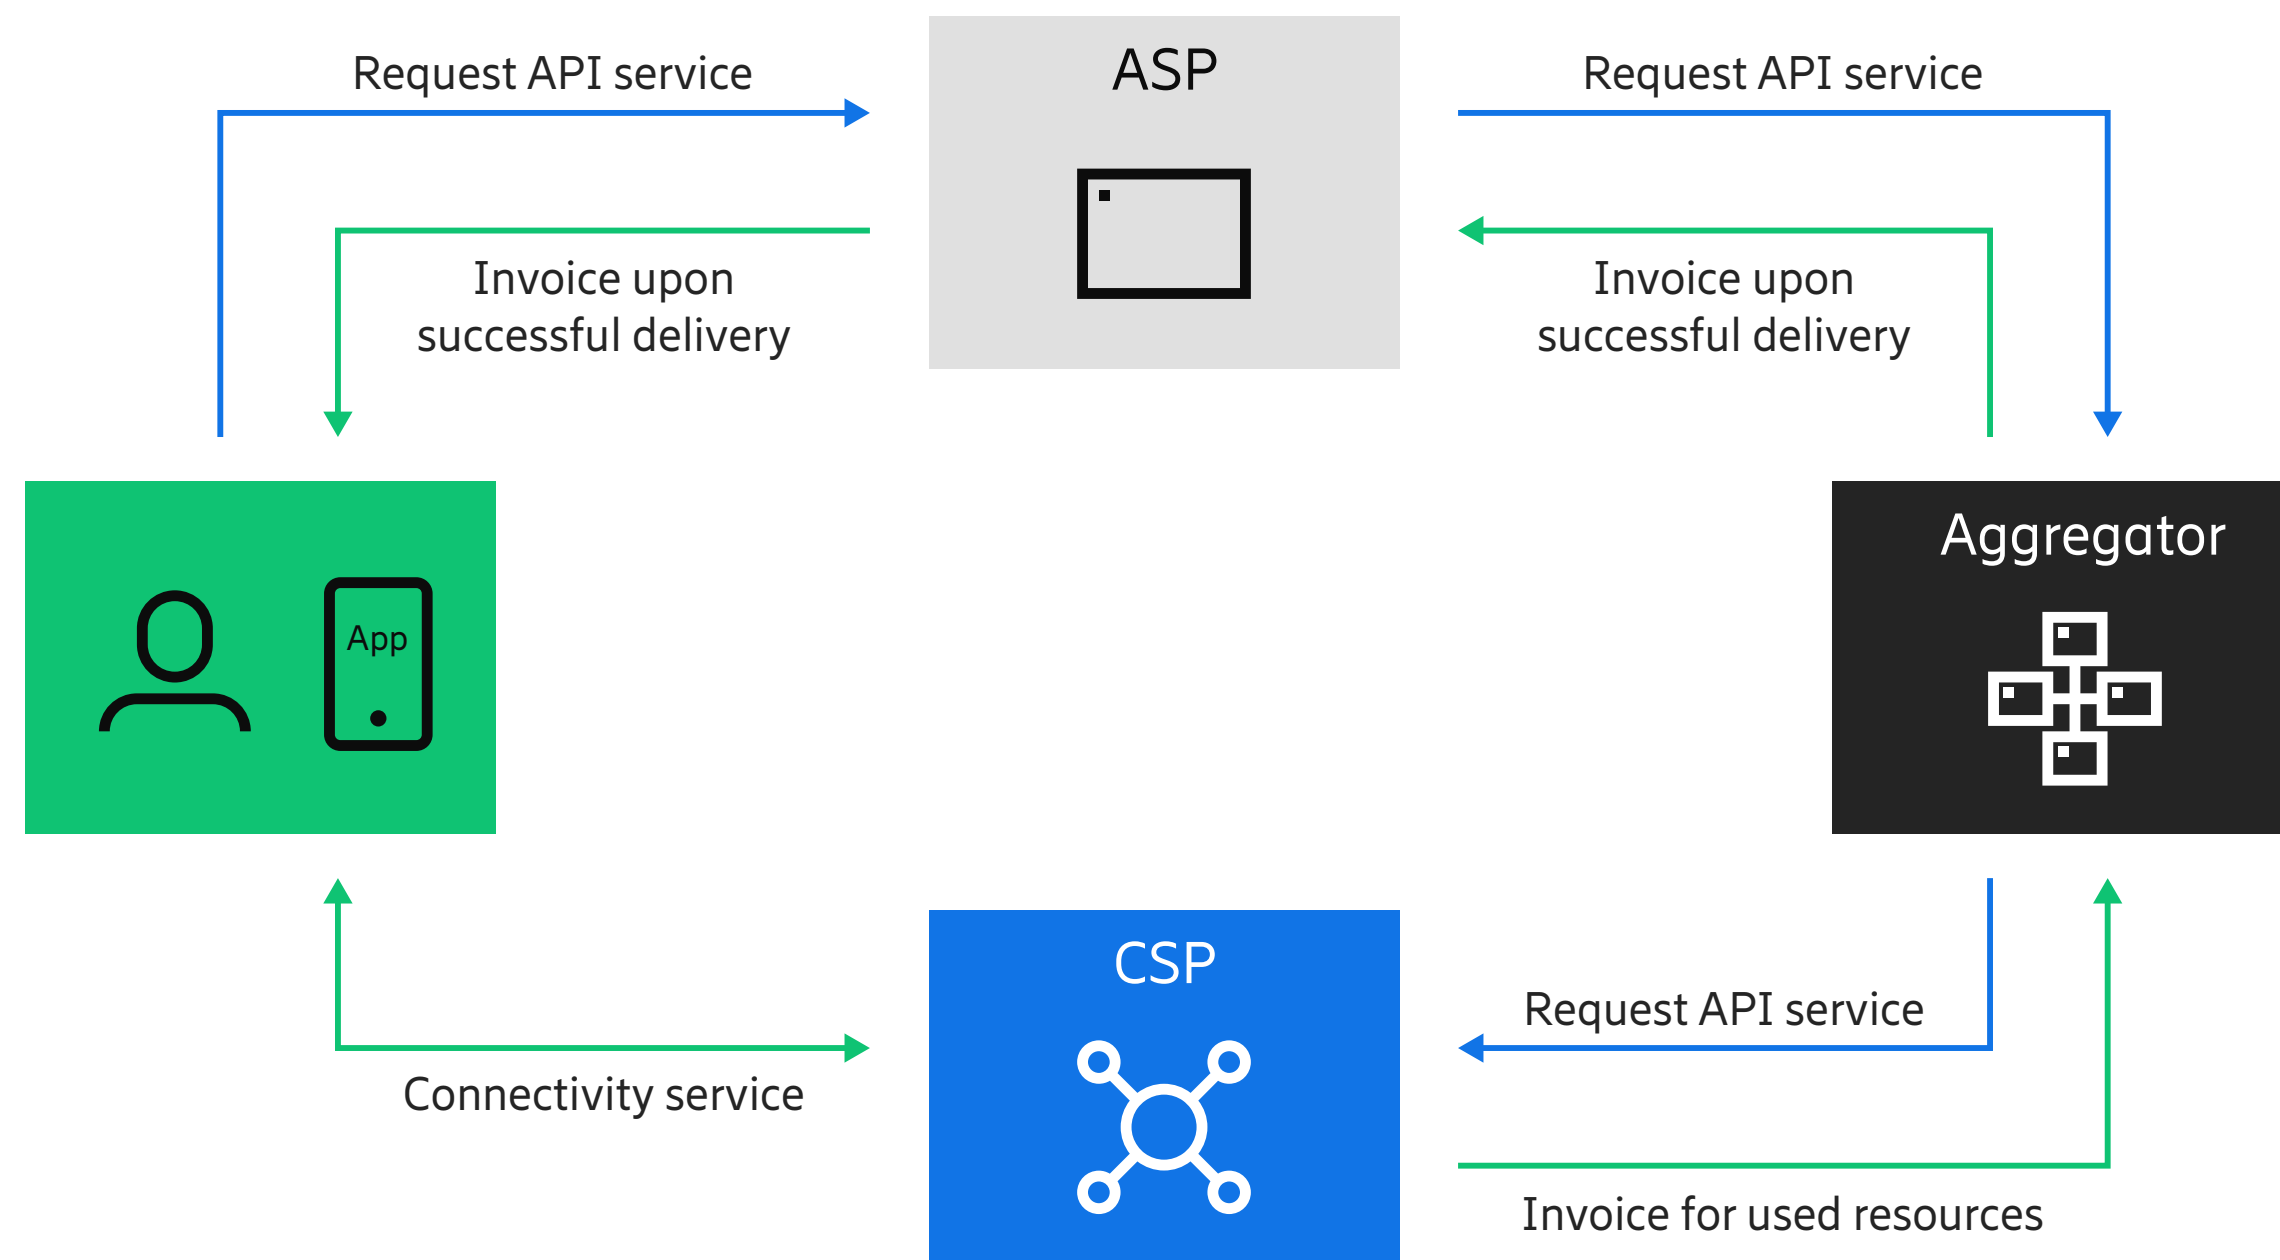 ASP
Request API service
Request API service
Invoice upon
successful delivery
Invoice upon
successful delivery
App
Aggregator
CSP
Request API service
Connectivity service
Invoice for used resources